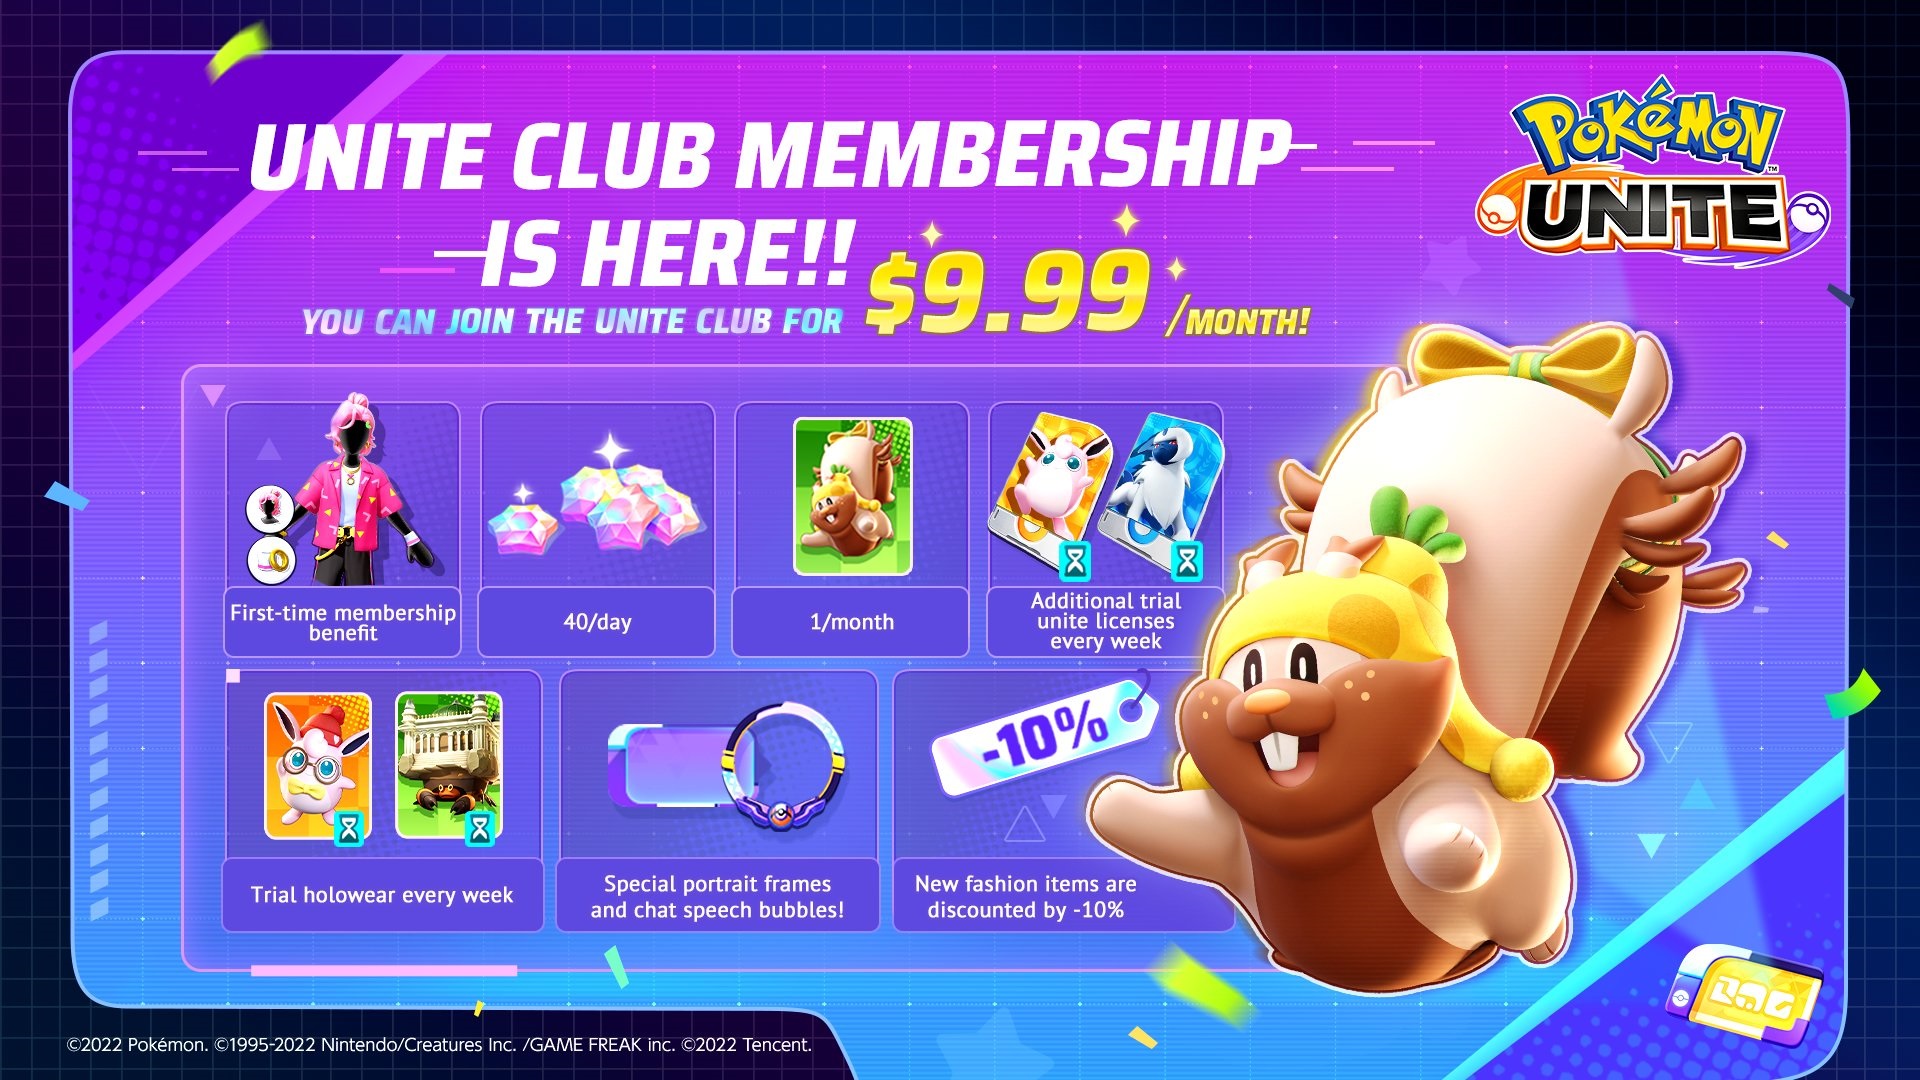 UNITE CLUB MEMBERSHIP
IS HERE!!
YOU CAN JOIN THE UNITE CLUB FOR $9.99 /MONTH!
POKéMON™
UNITE
First-time membership
benefit
40/day
1/month
Additional trial
unite licenses
every week
Trial holowear every week
Special portrait frames
and chat speech bubbles!
-10%
New fashion items are
discounted by -10%
©2022 Pokémon. ©1995-2022 Nintendo/Creatures Inc. /GAME FREAK inc. ©2022 Tencent.